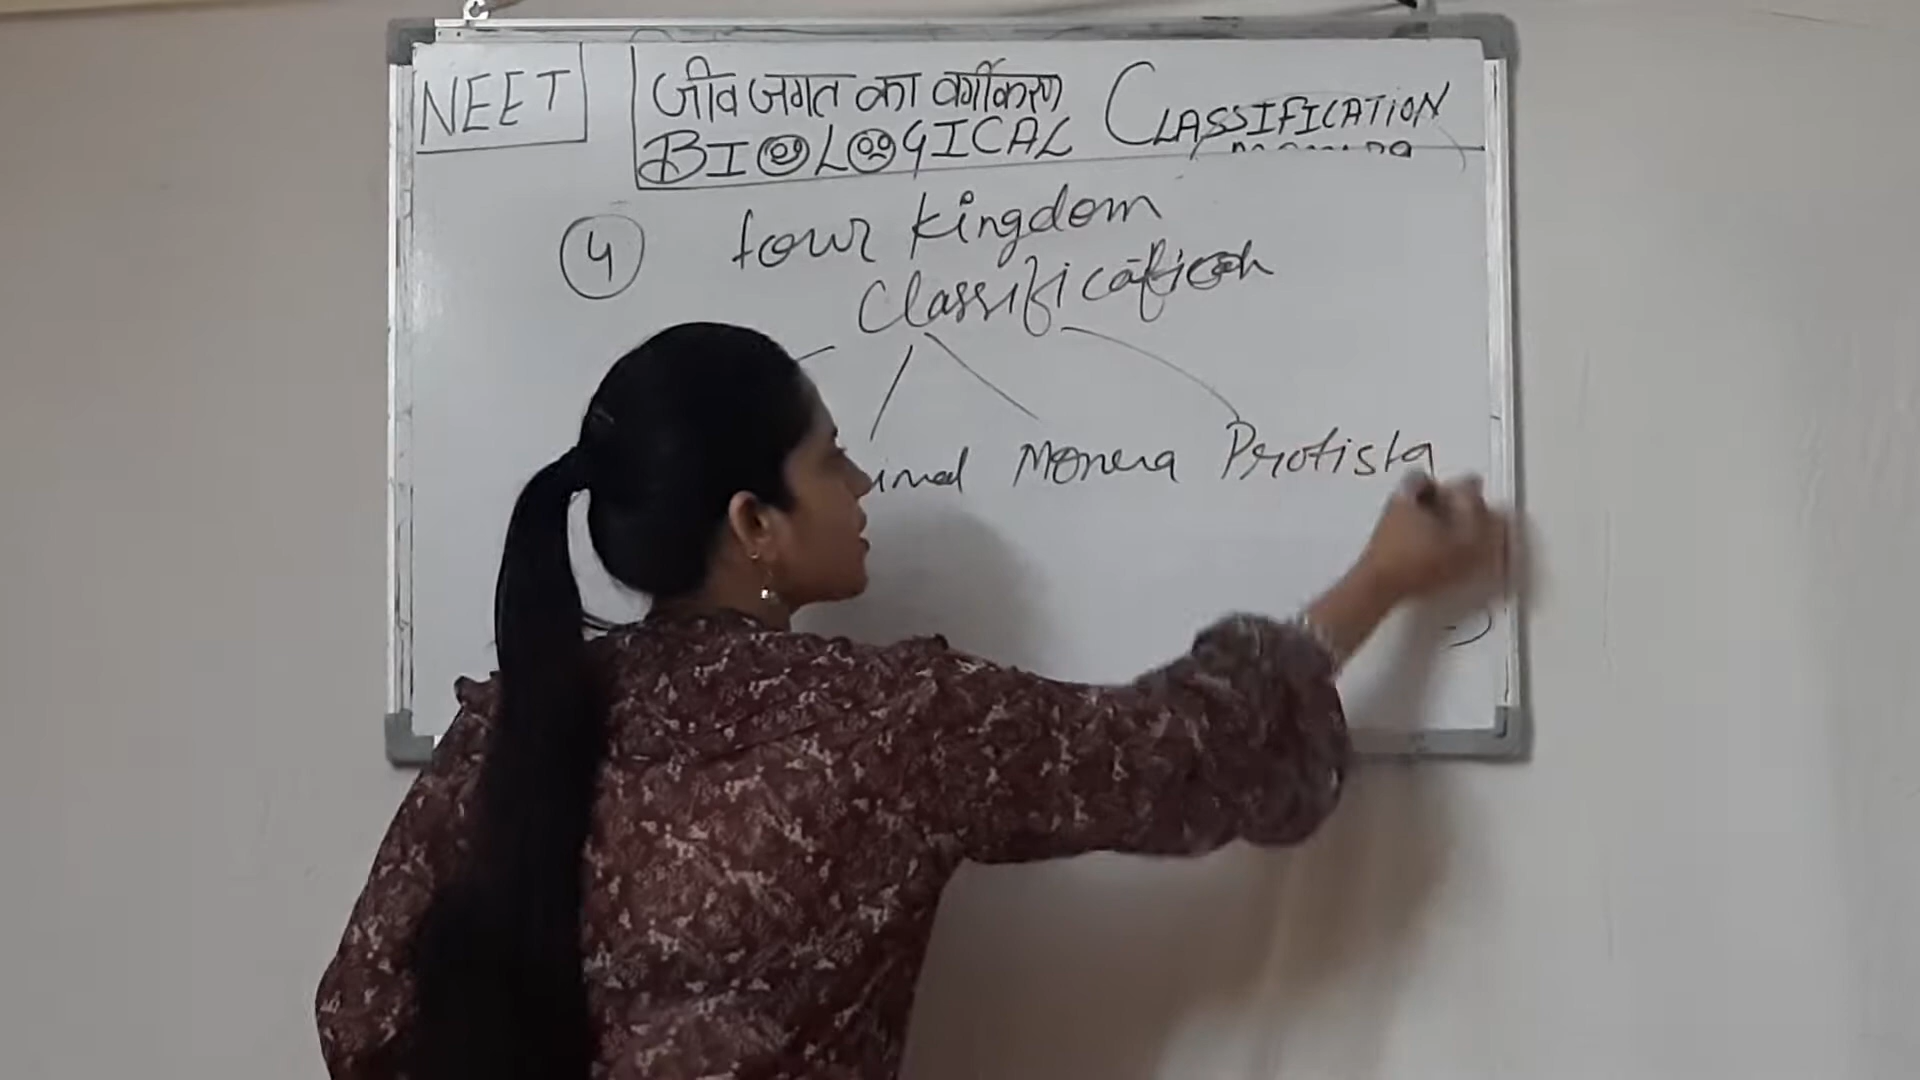 NEET
जीव जगत का वर्गीकरण
BIOLOGICAL CLASSIFICATION
4 four kingdom
Classification
Monera Protista